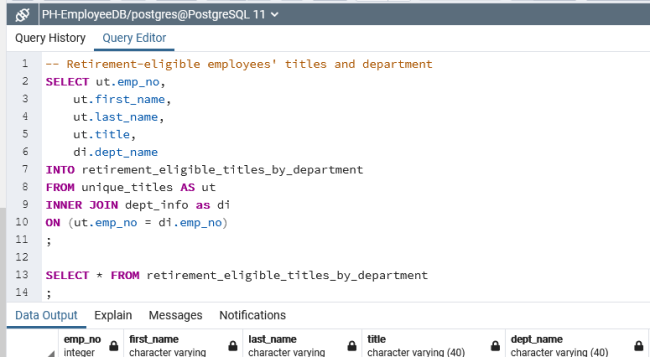 PH-EmployeeDB/postgres@PostgreSQL 11
Query History Query Editor
1 -- Retirement-eligible employees' titles and department
2 SELECT ut.emp_no,
3 ut.first_name,
4 ut.last_name,
5 ut.title,
6 di.dept_name
7 INTO retirement_eligible_titles_by_department
8 FROM unique_titles AS ut
9 INNER JOIN dept_info as di
10 ON (ut.emp_no = di.emp_no)
11 ;
12
13 SELECT * FROM retirement_eligible_titles_by_department
14 ;
Data Output Explain Messages Notifications
emp_no first_name last_name title dept_name
integer character varying character varying character varying (40) character varying (40)